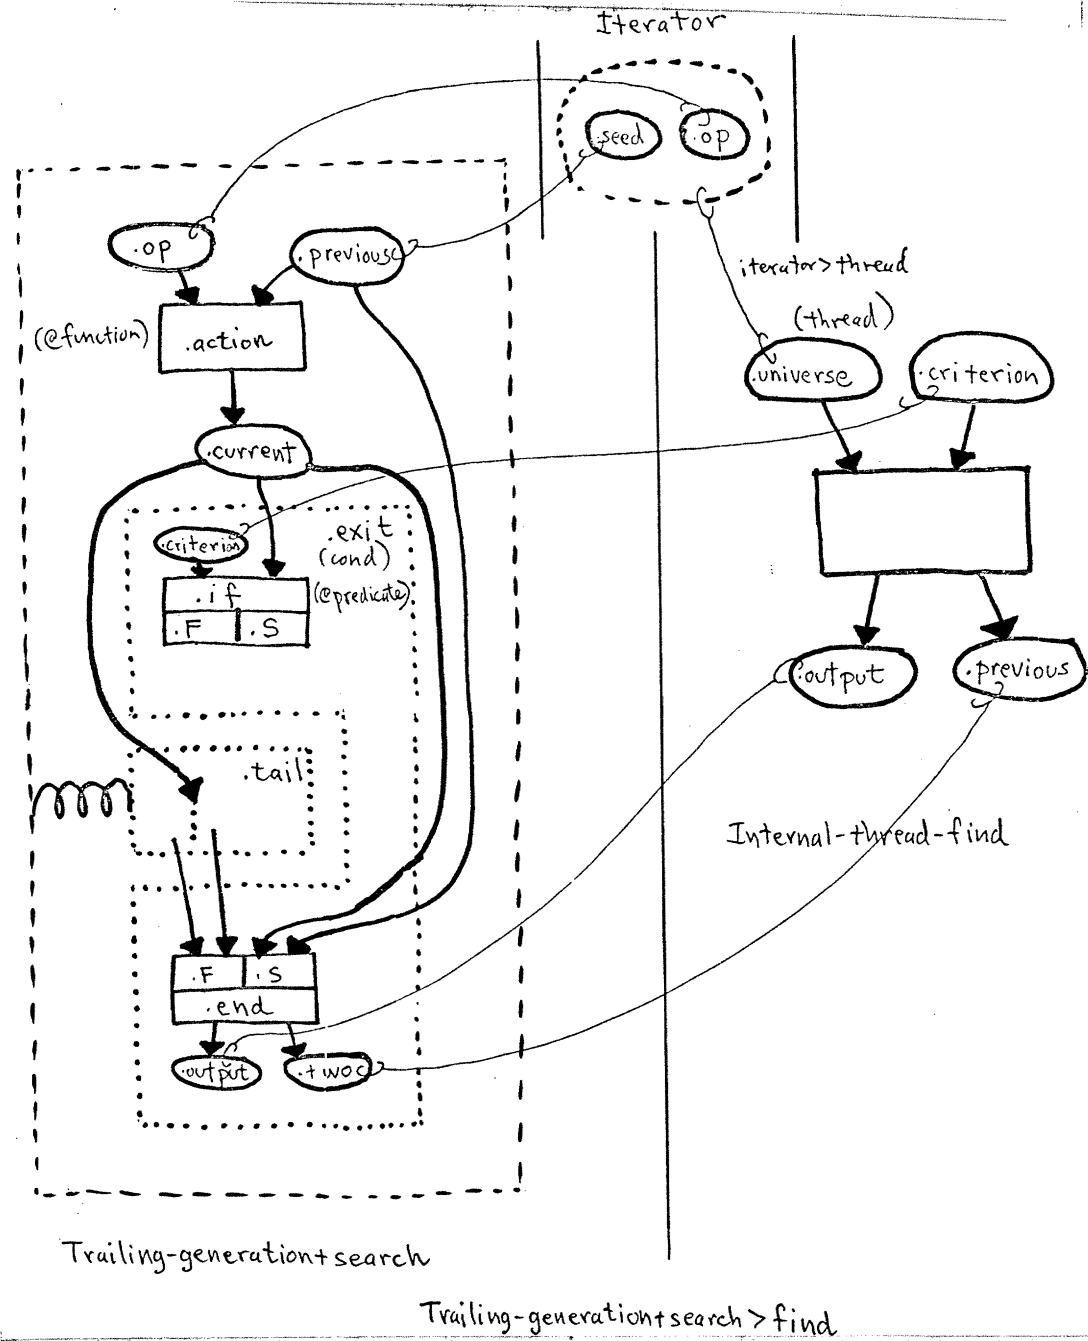 Iterator
.seed
.op
.op
.previous
iterator>thread
(thread)
(@function)
.action
.universe
.criterion
.current
.exit
.criterion
(cond)
.if
(@predicate)
.F
.S
.output
.previous
.tail
Internal-thread-find
.F
.S
.end
.output
.two
Trailing-generation+search
Trailing-generation+search>find